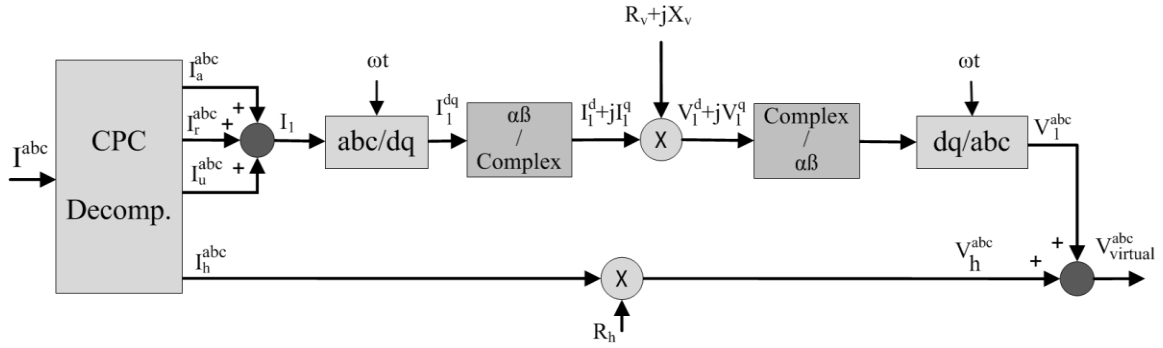 R_v+jX_v
ωt
ωt
I_a^abc
+
I_r^abc
+
I_1
I_u^abc
+
I^abc
CPC
Decomp.
abc/dq
I_1^dq
αß
/
Complex
I_1^d+jI_1^q
X
V_1^d+jV_1^q
Complex
/
αß
dq/abc
V_1^abc
I_h^abc
X
R_h
V_h^abc
+
+
V_virtual^abc